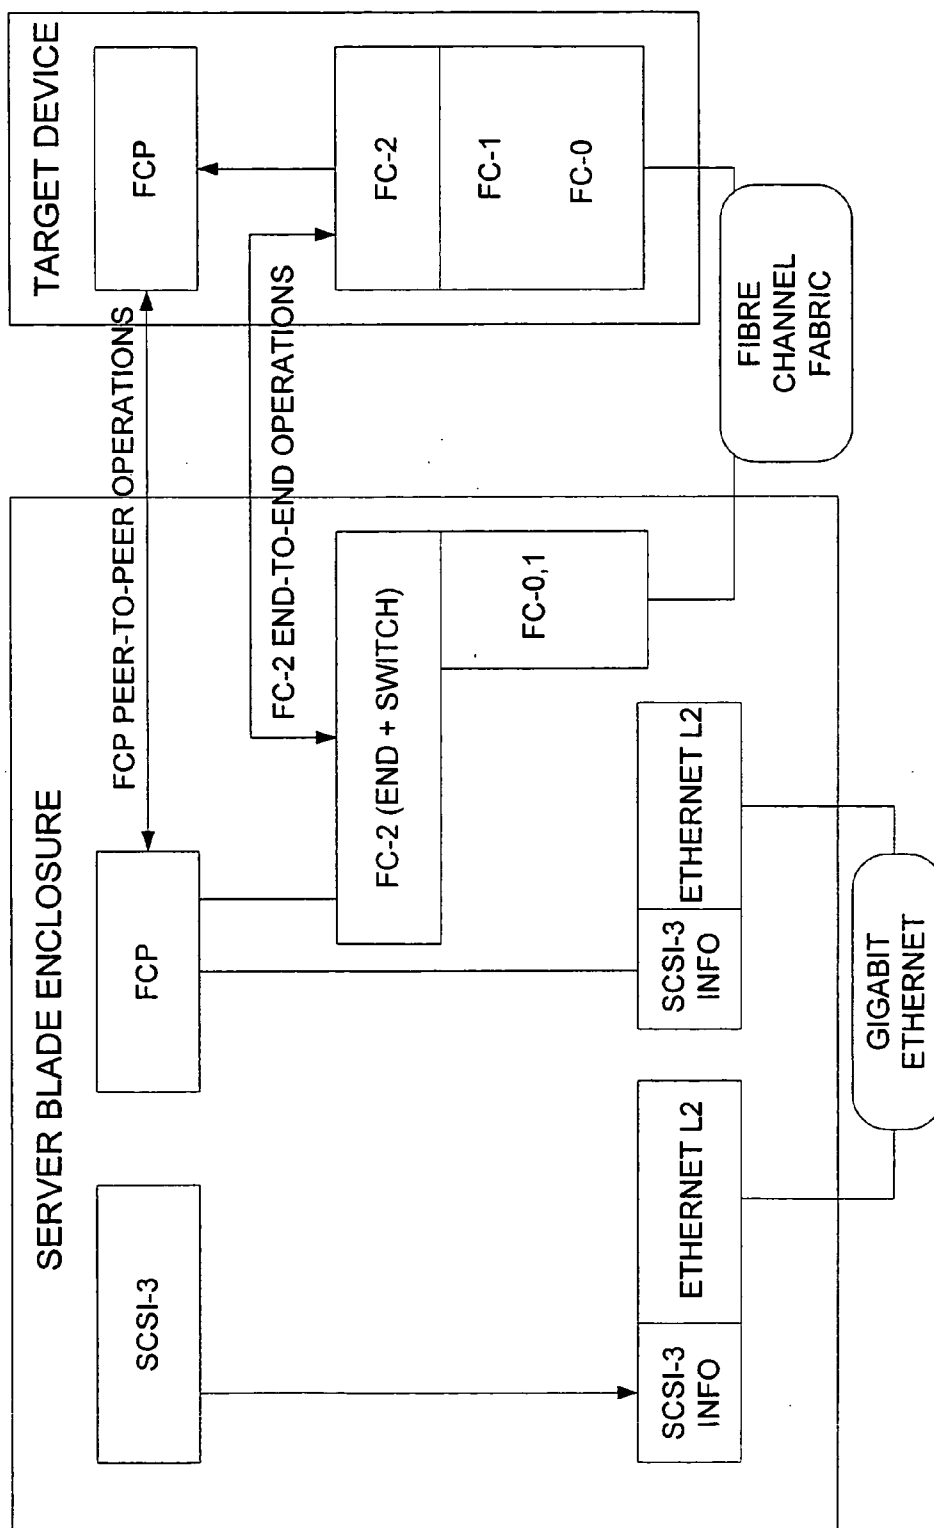 SERVER BLADE ENCLOSURE
TARGET DEVICE
SCSI-3
FCP
FCP PEER-TO-PEER OPERATIONS
FCP
FC-2 END-TO-END OPERATIONS
FC-2 (END + SWITCH)
FC-2
FC-0,1
FC-1
FC-0
SCSI-3
INFO
ETHERNET L2
SCSI-3
INFO
ETHERNET L2
GIGABIT
ETHERNET
FIBRE
CHANNEL
FABRIC